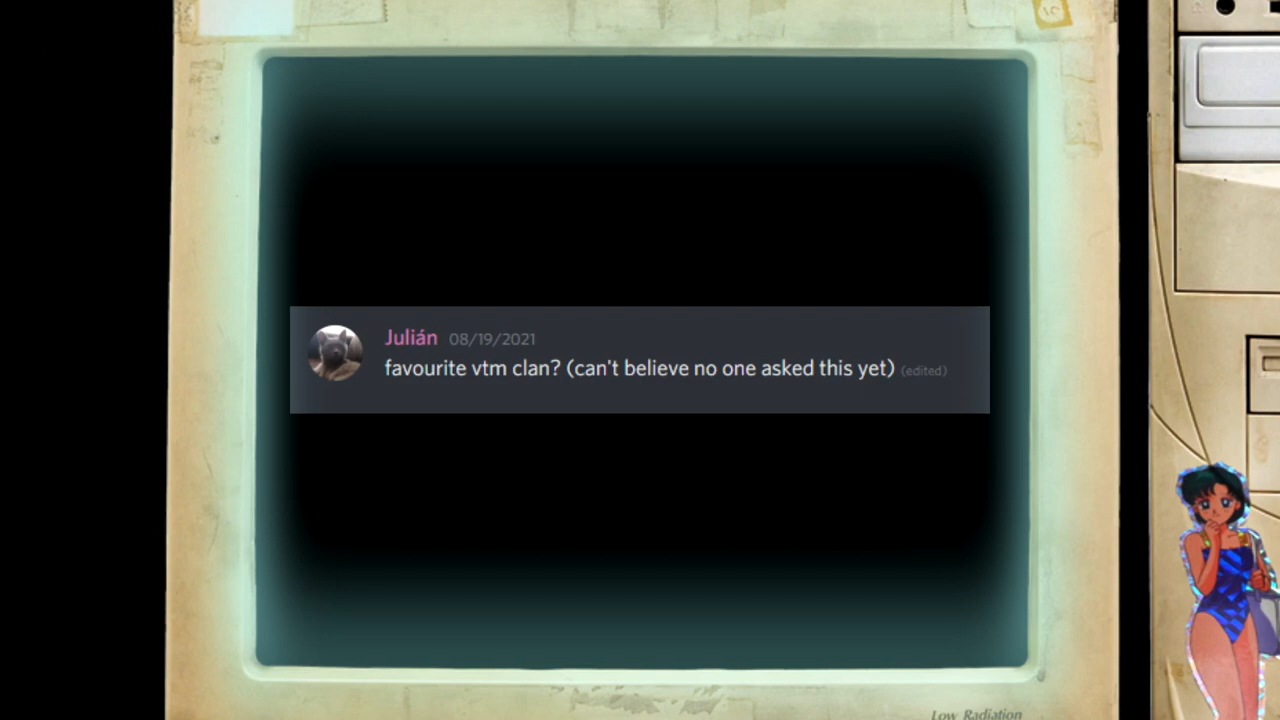 Julián 08/19/2021
favourite vtm clan? (can't believe no one asked this yet) (edited)
Low Radiation